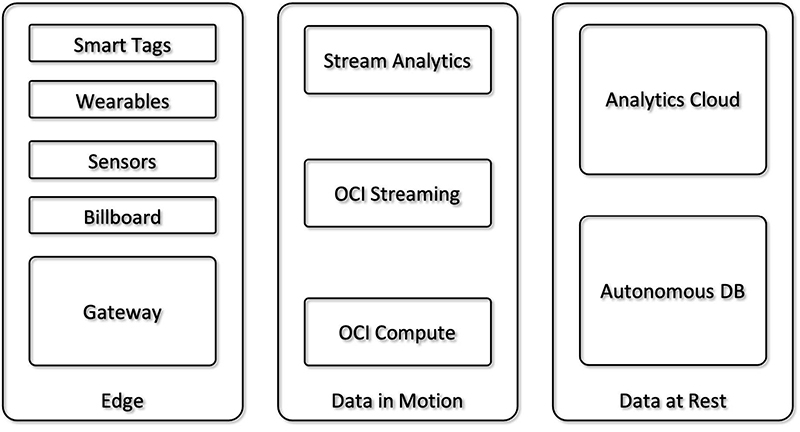 Smart Tags
Wearables
Sensors
Billboard
Gateway
Edge
Stream Analytics
OCI Streaming
OCI Compute
Data in Motion
Analytics Cloud
Autonomous DB
Data at Rest